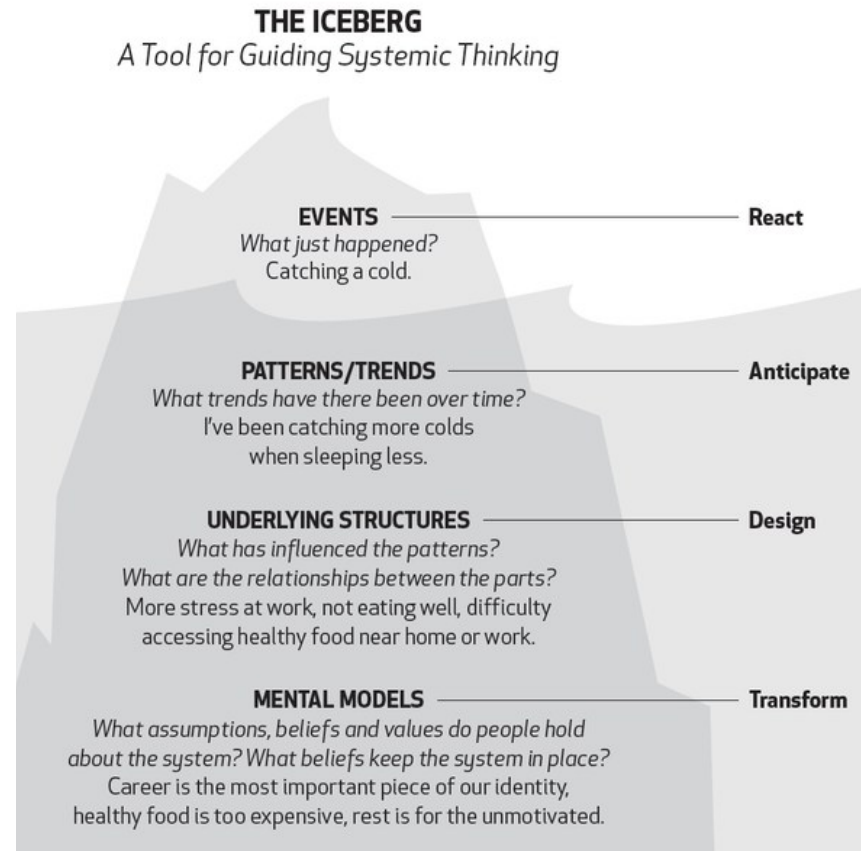 THE ICEBERG
A Tool for Guiding Systemic Thinking
EVENTS
React
What just happened?
Catching a cold.
PATTERNS/TRENDS
Anticipate
What trends have there been over time?
I've been catching more colds
when sleeping less.
UNDERLYING STRUCTURES
Design
What has influenced the patterns?
What are the relationships between the parts?
More stress at work, not eating well, difficulty
accessing healthy food near home or work.
MENTAL MODELS
Transform
What assumptions, beliefs and values do people hold
about the system? What beliefs keep the system in place?
Career is the most important piece of our identity,
healthy food is too expensive, rest is for the unmotivated.